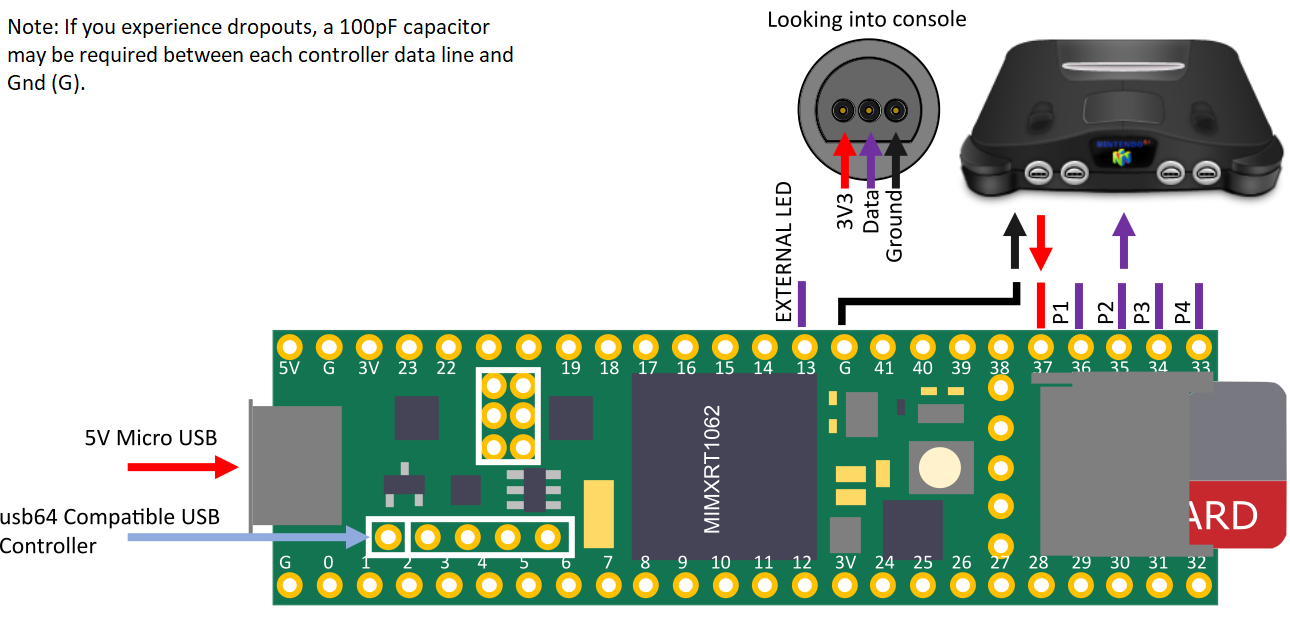 Note: If you experience dropouts, a 100pF capacitor
may be required between each controller data line and
Gnd (G).
Looking into console
NINTENDO64
3V3
Data
Ground
EXTERNAL LED
P1
P2
P3
P4
5V G 3V 23 22 19 18 17 16 15 14 13 G 41 40 39 38 37 36 35 34 33
5V Micro USB
MIMXRT1062
usb64 Compatible USB
Controller
ARD
G 0 1 2 3 4 5 6 7 8 9 10 11 12 3V 24 25 26 27 28 29 30 31 32